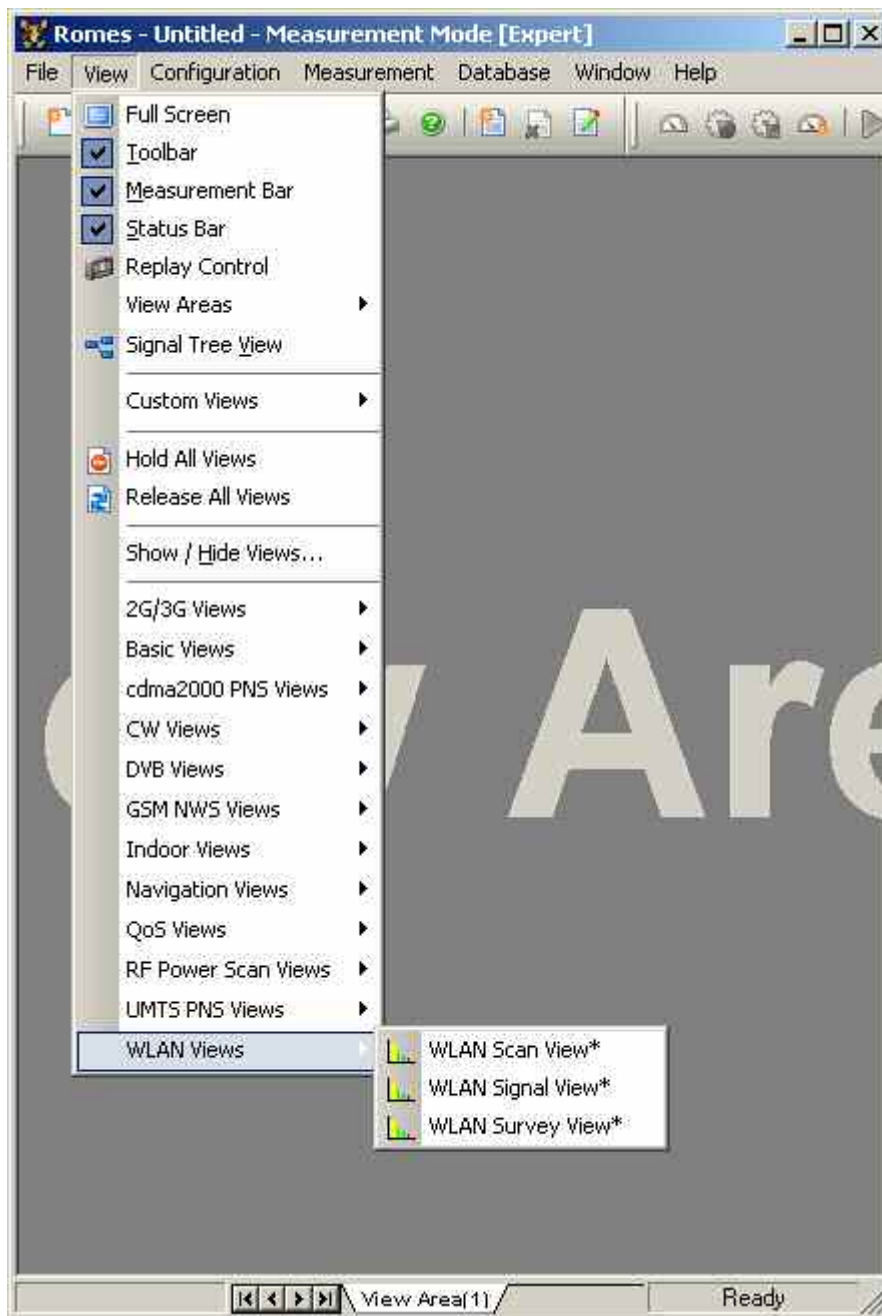 Romes - Untitled - Measurement Mode [Expert]
File View Configuration Measurement Database Window Help
Full Screen
Toolbar
Measurement Bar
Status Bar
Replay Control
View Areas
Signal Tree View
Custom Views
Hold All Views
Release All Views
Show / Hide Views...
2G/3G Views
Basic Views
cdma2000 PNS Views
CW Views
DVB Views
GSM NWS Views
Indoor Views
Navigation Views
QoS Views
RF Power Scan Views
UMTS PNS Views
WLAN Views
WLAN Scan View*
WLAN Signal View*
WLAN Survey View*
View Area(1)
Ready